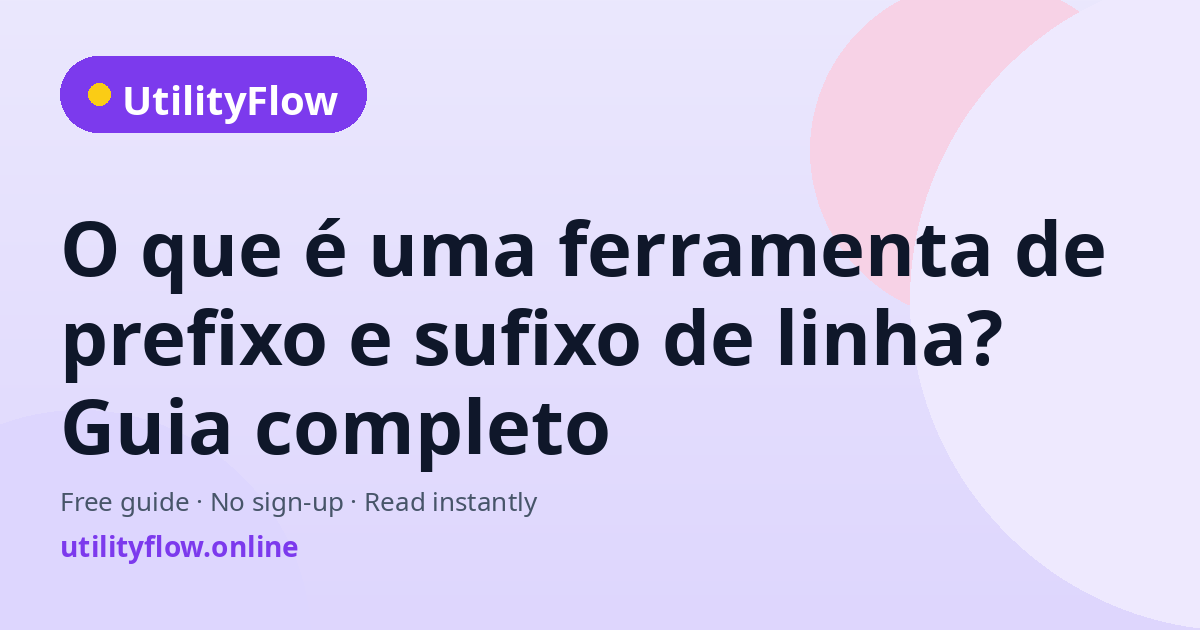 UtilityFlow
O que é uma ferramenta de
prefixo e sufixo de linha?
Guia completo
Free guide · No sign-up · Read instantly
utilityflow.online